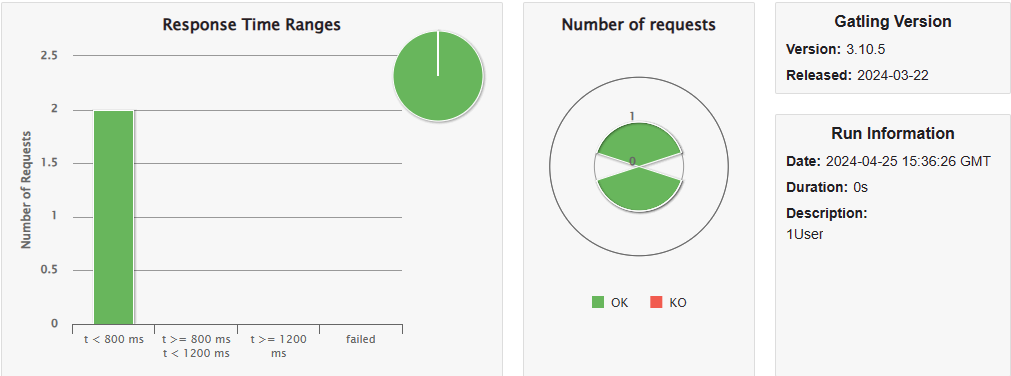 Response Time Ranges
2.5
2
1.5
1
0.5
0
Number of Requests
t < 800 ms
t >= 800 ms
t < 1200 ms
t >= 1200
ms
failed
Number of requests
1
0
OK
KO
Gatling Version
Version: 3.10.5
Released: 2024-03-22
Run Information
Date: 2024-04-25 15:36:26 GMT
Duration: 0s
Description:
1User